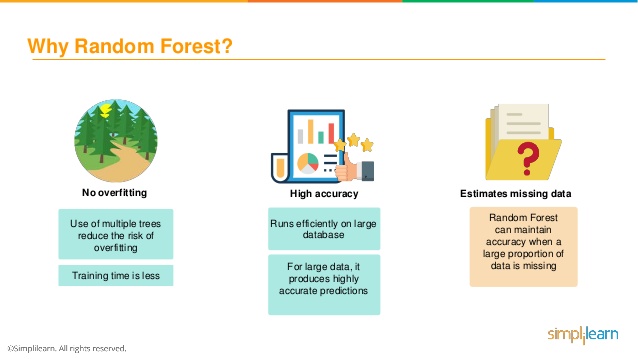 Why Random Forest?
No overfitting
Use of multiple trees
reduce the risk of
overfitting
Training time is less
High accuracy
Runs efficiently on large
database
For large data, it
produces highly
accurate predictions
Estimates missing data
?
Random Forest
can maintain
accuracy when a
large proportion of
data is missing
©Simplilearn. All rights reserved.
simplilearn